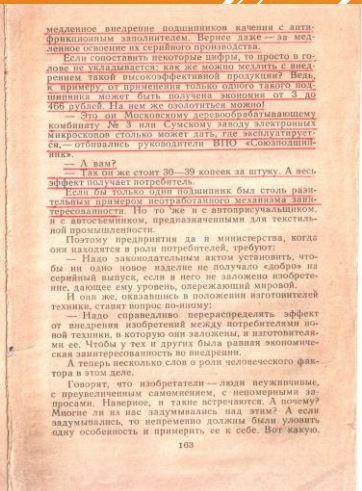 медленное внедрение подшипников качения с анти-
фрикционным заполнителем. Вернее даже — за мед-
ленное освоение их серийного производства.
Если сопоставить некоторые цифры, то просто в го-
лове не укладывается: как же можно медлить с внед-
рением такой высокоэффективной продукции? Ведь,
к примеру, от применения только одного такого под-
шипника может быть получена экономия от 3 до
466 рублей. На нем же озолотиться можно!
— Это он Московскому деревообрабатывающему
комбинату № 3 или Сумскому заводу электронных
микроскопов столько может дать, где эксплуатирует-
ся,— отбивались руководители ВПО «Союзподшип-
ник».
— А вам?
— Так он же стоит 30—39 копеек за штуку. А весь
эффект получает потребитель.
Если бы только один подшипник был столь рази-
тельным примером неотработанного механизма заин-
тересованности. Но то же и с автоприсучальщиком,
и с автосъемником, предназначенными для текстиль-
ной промышленности.
Поэтому предприятия да и министерства, когда
они находятся в роли потребителей, требуют:
— Надо законодательным актом установить, что-
бы ни одно новое изделие не получало «добро» на
серийный выпуск, если в него не заложено изобрете-
ние, дающее ему уровень, опережающий мировой.
И они же, оказавшись в положении изготовителей
техники, ставят вопрос по-иному:
— Надо справедливо перераспределять эффект
от внедрения изобретений между потребителями но-
вой техники, в которую они заложены, и изготовителя-
ми ее. Чтобы у тех и других была равная экономиче-
ская заинтересованность во внедрении.
А теперь несколько слов о роли человеческого фак-
тора в этом деле.
Говорят, что изобретатели — люди неуживчивые,
с преувеличенным самомнением, с непомерными за-
просами. Наверное, и такие встречаются. А почему?
Многие ли из нас задумывались над этим? А если
задумывались, то непременно должны были уловить
одну особенность и примерить ее к себе. Вот какую.
163